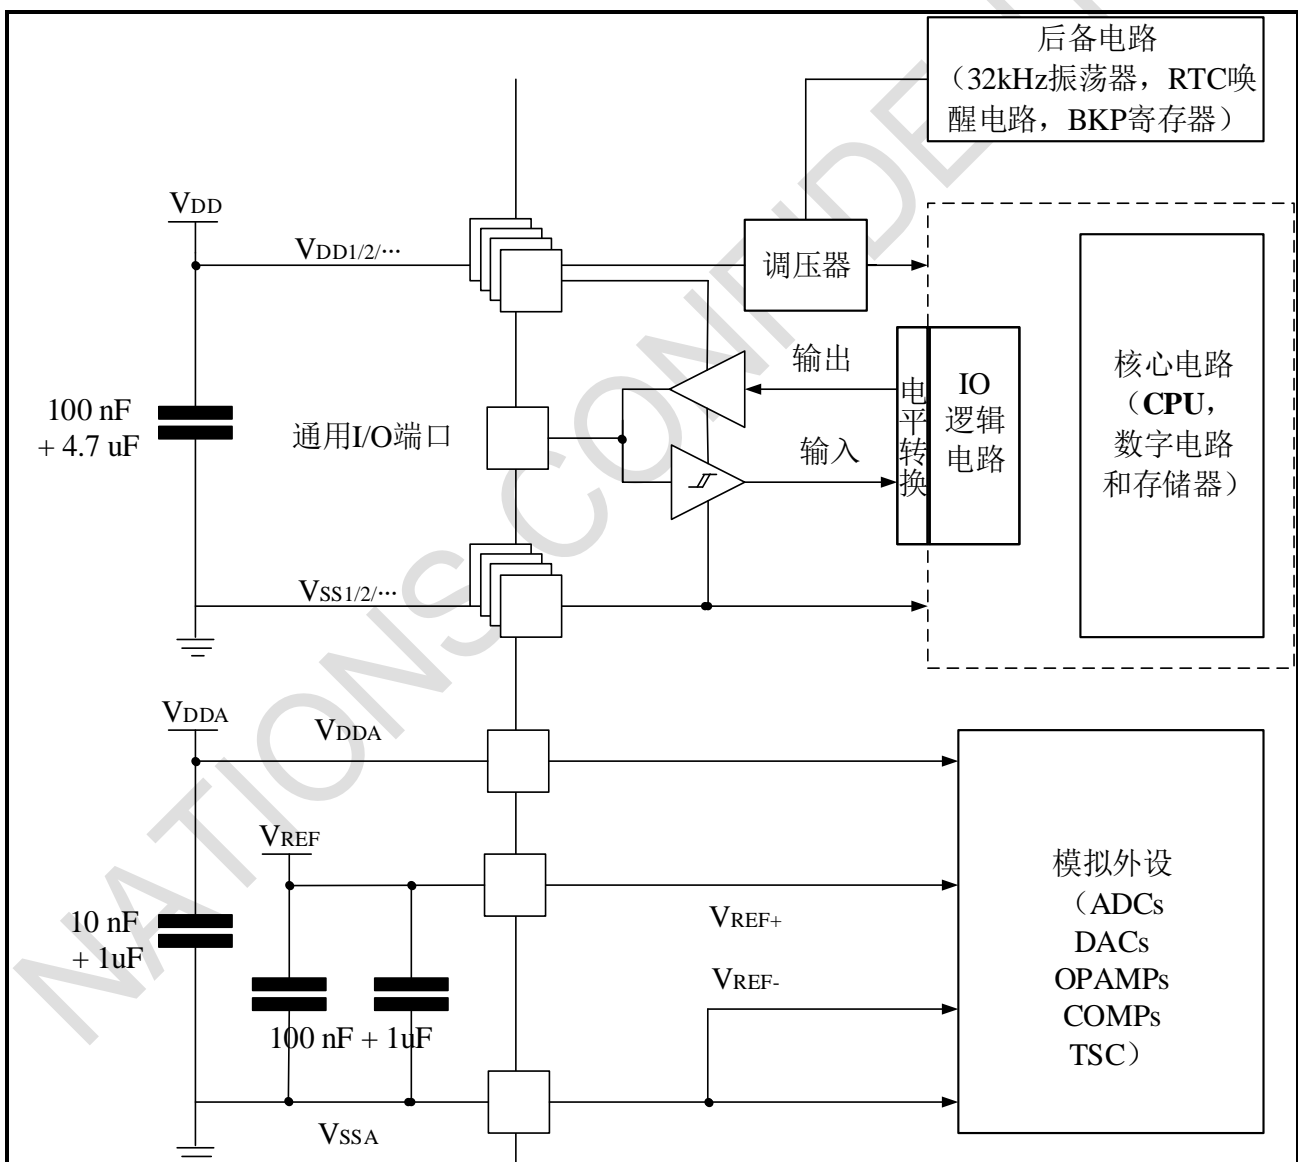 后备电路
（32kHz振荡器，RTC唤
醒电路，BKP寄存器）
VDD
VDD1/2/···
调压器
输出
100 nF
+ 4.7 uF
通用I/O端口
输入
电平转换
IO
逻辑
电路
核心电路
（CPU，
数字电路
和存储器）
VSS1/2/···
VDDA
VDDA
VREF
10 nF
+ 1uF
VREF+
VREF-
100 nF + 1uF
VSSA
模拟外设
（ADCs
DACs
OPAMPs
COMPs
TSC）
NATIONS CONFIDE